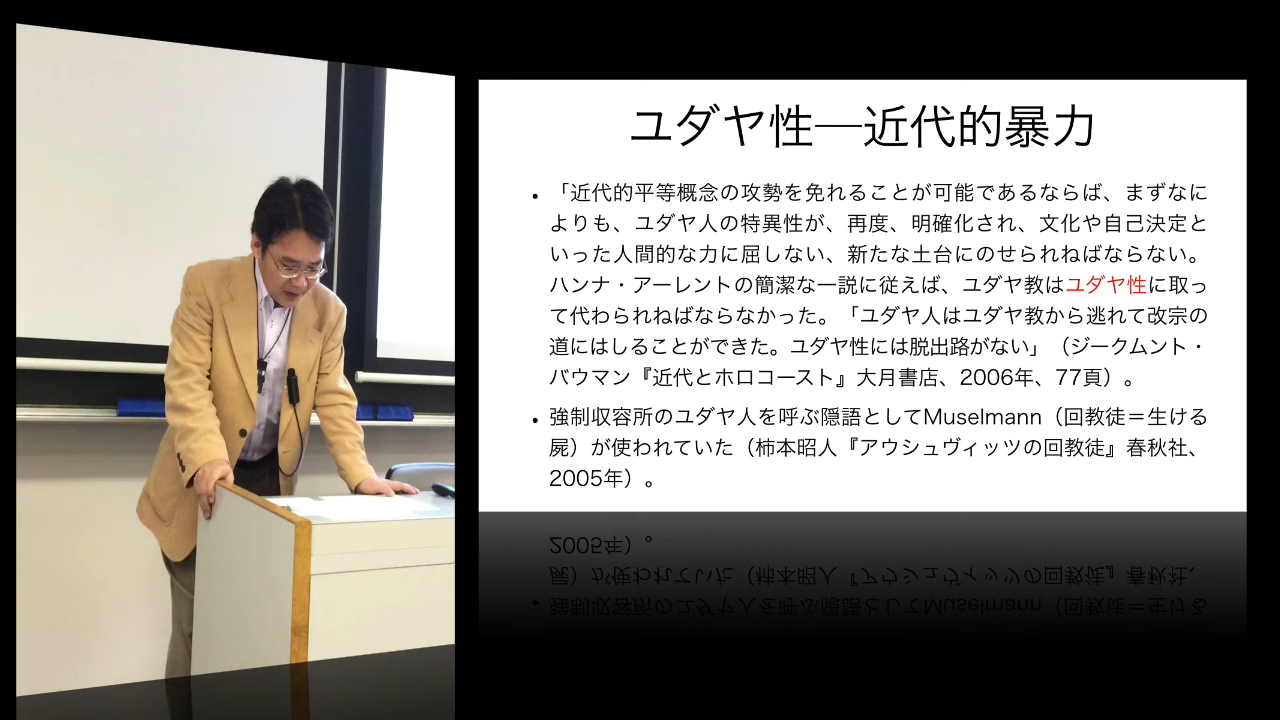 ユダヤ性―近代的暴力
• 「近代的平等概念の攻勢を免れることが可能であるならば、まずなに
よりも、ユダヤ人の特異性が、再度、明確化され、文化や自己決定と
いった人間的な力に屈しない、新たな土台にのせられねばならない。
ハンナ・アーレントの簡潔な一説に従えば、ユダヤ教はユダヤ性に取っ
て代わられねばならなかった。「ユダヤ人はユダヤ教から逃れて改宗の
道にはしることができた。ユダヤ性には脱出路がない」（ジークムント・
バウマン『近代とホロコースト』大月書店、2006年、77頁）。
• 強制収容所のユダヤ人を呼ぶ隠語としてMuselmann（回教徒＝生ける
屍）が使われていた（柿本昭人『アウシュヴィッツの回教徒』春秋社、
2005年）。